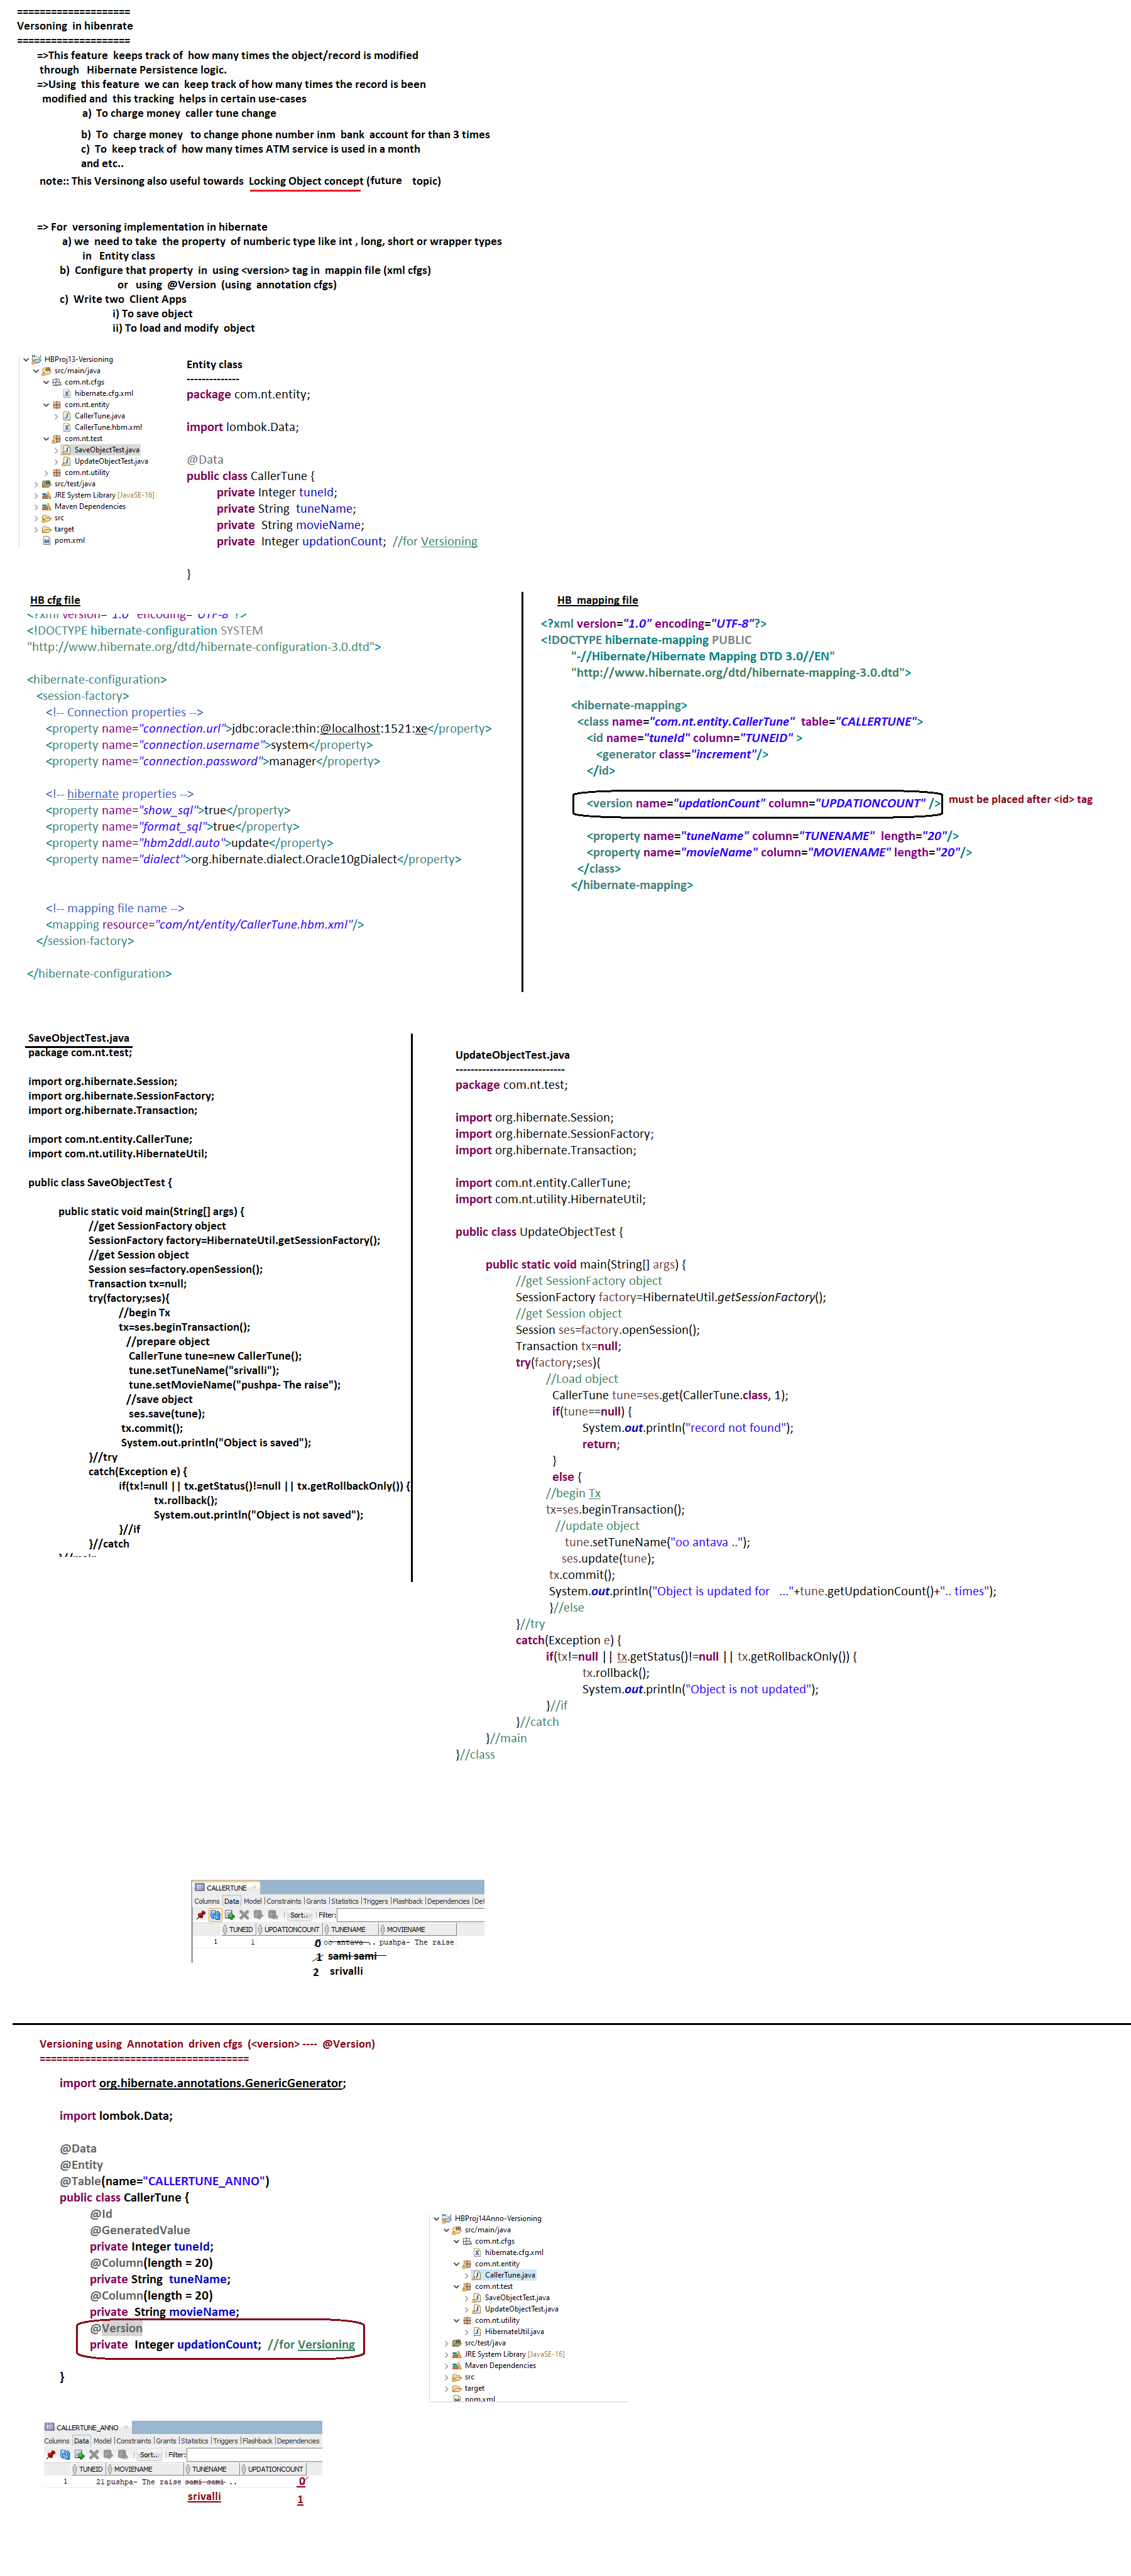 ====================
Versoning  in hibenrate
====================
=>This feature  keeps track of  how many times the object/record is modified
through   Hibernate Persistence logic.
=>Using  this feature  we can  keep track of how many times the record is been
modified and  this tracking  helps in certain use-cases
a)  To charge money  caller tune change
b)  To  charge money   to change phone number inm  bank  account for than 3 times
c)  To  keep track of  how many times ATM service is used in a month
and etc..
note:: This Versinong also useful towards  Locking Object concept (future    topic)
=> For  versoning implementation in hibernate
a) we  need to take  the property  of numberic type like int , long, short or wrapper types
in   Entity class
b)  Configure that property  in  using <version> tag in  mappin file (xml cfgs)
or   using  @Version  (using  annotation cfgs)
c)  Write two  Client Apps
i) To save object
ii) To load and modify  object
HBProj13-Versioning
src/main/java
com.nt.cfgs
hibernate.cfg.xml
com.nt.entity
CallerTune.java
CallerTune.hbm.xml
com.nt.test
SaveObjectTest.java
UpdateObjectTest.java
com.nt.utility
src/test/java
JRE System Library [JavaSE-16]
Maven Dependencies
src
target
pom.xml
Entity class
--------------
package com.nt.entity;
import lombok.Data;
@Data
public class CallerTune {
private Integer tuneId;
private String  tuneName;
private  String movieName;
private  Integer updationCount;  //for Versioning
}
HB cfg file
<?xml version="1.0" encoding="UTF-8"?>
<!DOCTYPE hibernate-configuration SYSTEM
"http://www.hibernate.org/dtd/hibernate-configuration-3.0.dtd">
<hibernate-configuration>
<session-factory>
<!-- Connection properties -->
<property name="connection.url">jdbc:oracle:thin:@localhost:1521:xe</property>
<property name="connection.username">system</property>
<property name="connection.password">manager</property>
<!-- hibernate properties -->
<property name="show_sql">true</property>
<property name="format_sql">true</property>
<property name="hbm2ddl.auto">update</property>
<property name="dialect">org.hibernate.dialect.Oracle10gDialect</property>
<!-- mapping file name -->
<mapping resource="com/nt/entity/CallerTune.hbm.xml"/>
</session-factory>
</hibernate-configuration>
HB  mapping file
<?xml version="1.0" encoding="UTF-8"?>
<!DOCTYPE hibernate-mapping PUBLIC
"-//Hibernate/Hibernate Mapping DTD 3.0//EN"
"http://www.hibernate.org/dtd/hibernate-mapping-3.0.dtd">
<hibernate-mapping>
<class name="com.nt.entity.CallerTune"  table="CALLERTUNE">
<id name="tuneId" column="TUNEID" >
<generator class="increment"/>
</id>
<version name="updationCount" column="UPDATIONCOUNT" /> must be placed after <id> tag
<property name="tuneName" column="TUNENAME"  length="20"/>
<property name="movieName" column="MOVIENAME" length="20"/>
</class>
</hibernate-mapping>
SaveObjectTest.java
package com.nt.test;
import org.hibernate.Session;
import org.hibernate.SessionFactory;
import org.hibernate.Transaction;
import com.nt.entity.CallerTune;
import com.nt.utility.HibernateUtil;
public class SaveObjectTest {
public static void main(String[] args) {
//get SessionFactory object
SessionFactory factory=HibernateUtil.getSessionFactory();
//get Session object
Session ses=factory.openSession();
Transaction tx=null;
try(factory;ses){
//begin Tx
tx=ses.beginTransaction();
//prepare object
CallerTune tune=new CallerTune();
tune.setTuneName("srivalli");
tune.setMovieName("pushpa- The raise");
//save object
ses.save(tune);
tx.commit();
System.out.println("Object is saved");
}//try
catch(Exception e) {
if(tx!=null || tx.getStatus()!=null || tx.getRollbackOnly()) {
tx.rollback();
System.out.println("Object is not saved");
}//if
}//catch
}//main
UpdateObjectTest.java
-----------------------------
package com.nt.test;
import org.hibernate.Session;
import org.hibernate.SessionFactory;
import org.hibernate.Transaction;
import com.nt.entity.CallerTune;
import com.nt.utility.HibernateUtil;
public class UpdateObjectTest {
public static void main(String[] args) {
//get SessionFactory object
SessionFactory factory=HibernateUtil.getSessionFactory();
//get Session object
Session ses=factory.openSession();
Transaction tx=null;
try(factory;ses){
//Load object
CallerTune tune=ses.get(CallerTune.class, 1);
if(tune==null) {
System.out.println("record not found");
return;
}
else {
//begin Tx
tx=ses.beginTransaction();
//update object
tune.setTuneName("oo antava ..");
ses.update(tune);
tx.commit();
System.out.println("Object is updated for   ..."+tune.getUpdationCount()+".. times");
}//else
}//try
catch(Exception e) {
if(tx!=null || tx.getStatus()!=null || tx.getRollbackOnly()) {
tx.rollback();
System.out.println("Object is not updated");
}//if
}//catch
}//main
}//class
CALLERTUNE
Columns Data Model Constraints Grants Statistics Triggers Flashback Dependencies Det
Sort.. Filter:
TUNEID UPDATIONCOUNT TUNENAME MOVIENAME
1 1 0 oo antava .. pushpa- The raise
1 sami sami
2 srivalli
Versioning using  Annotation  driven cfgs  (<version> ----  @Version)
=====================================
import org.hibernate.annotations.GenericGenerator;
import lombok.Data;
@Data
@Entity
@Table(name="CALLERTUNE_ANNO")
public class CallerTune {
@Id
@GeneratedValue
private Integer tuneId;
@Column(length = 20)
private String  tuneName;
@Column(length = 20)
private  String movieName;
@Version
private  Integer updationCount;  //for Versioning
}
HBProj14Anno-Versioning
src/main/java
com.nt.cfgs
hibernate.cfg.xml
com.nt.entity
CallerTune.java
com.nt.test
SaveObjectTest.java
UpdateObjectTest.java
com.nt.utility
HibernateUtil.java
src/test/java
JRE System Library [JavaSE-16]
Maven Dependencies
src
target
pom.xml
CALLERTUNE_ANNO
Columns Data Model Constraints Grants Statistics Triggers Flashback Dependencies
Sort.. Filter:
TUNEID MOVIENAME TUNENAME UPDATIONCOUNT
1 21 pushpa- The raise sami-sami .. 0
srivalli 1